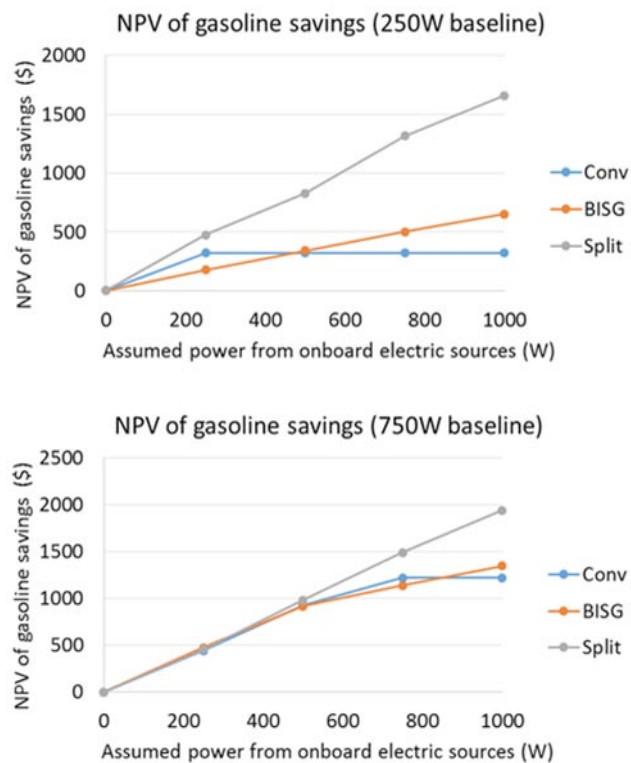 NPV of gasoline savings (250W baseline)
NPV of gasoline savings ($)
2000
1500
1000
500
0
0 200 400 600 800 1000
Assumed power from onboard electric sources (W)
Conv
BISG
Split
NPV of gasoline savings (750W baseline)
NPV of gasoline savings ($)
2500
2000
1500
1000
500
0
0 200 400 600 800 1000
Assumed power from onboard electric sources (W)
Conv
BISG
Split